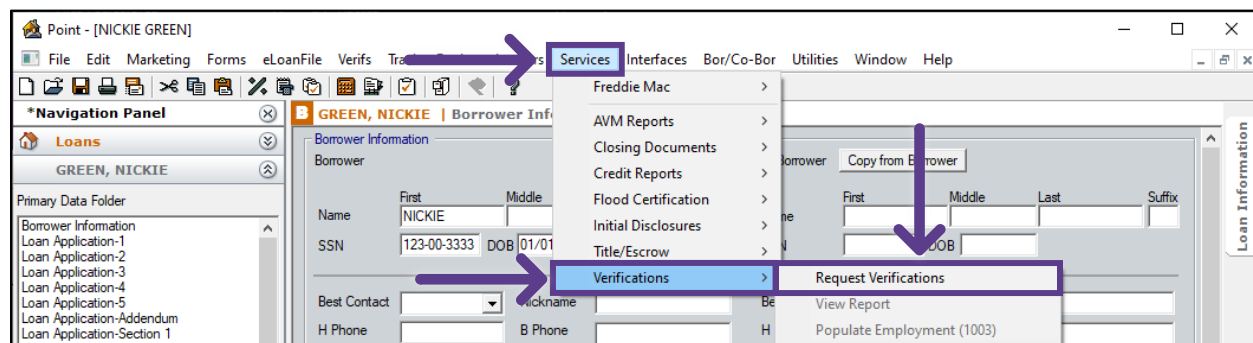 Point - [NICKIE GREEN]
File Edit Marketing Forms eLoanFile Verifs Services Interfaces Bor/Co-Bor Utilities Window Help
*Navigation Panel
GREEN, NICKIE | Borrower Inf
Loans
GREEN, NICKIE
Primary Data Folder
Borrower Information
Loan Application-1
Loan Application-2
Loan Application-3
Loan Application-4
Loan Application-5
Loan Application-Addendum
Loan Application-Section 1
Borrower Information
Borrower
First Middle
Name NICKIE
SSN 123-00-3333 DOB 01/01
Best Contact Nickname
H Phone B Phone
Freddie Mac
AVM Reports
Closing Documents
Credit Reports
Flood Certification
Initial Disclosures
Title/Escrow
Verifications
Copy from Borrower
First Middle Last Suffix
DOB
Request Verifications
View Report
Populate Employment (1003)
Be
H
Loan Information